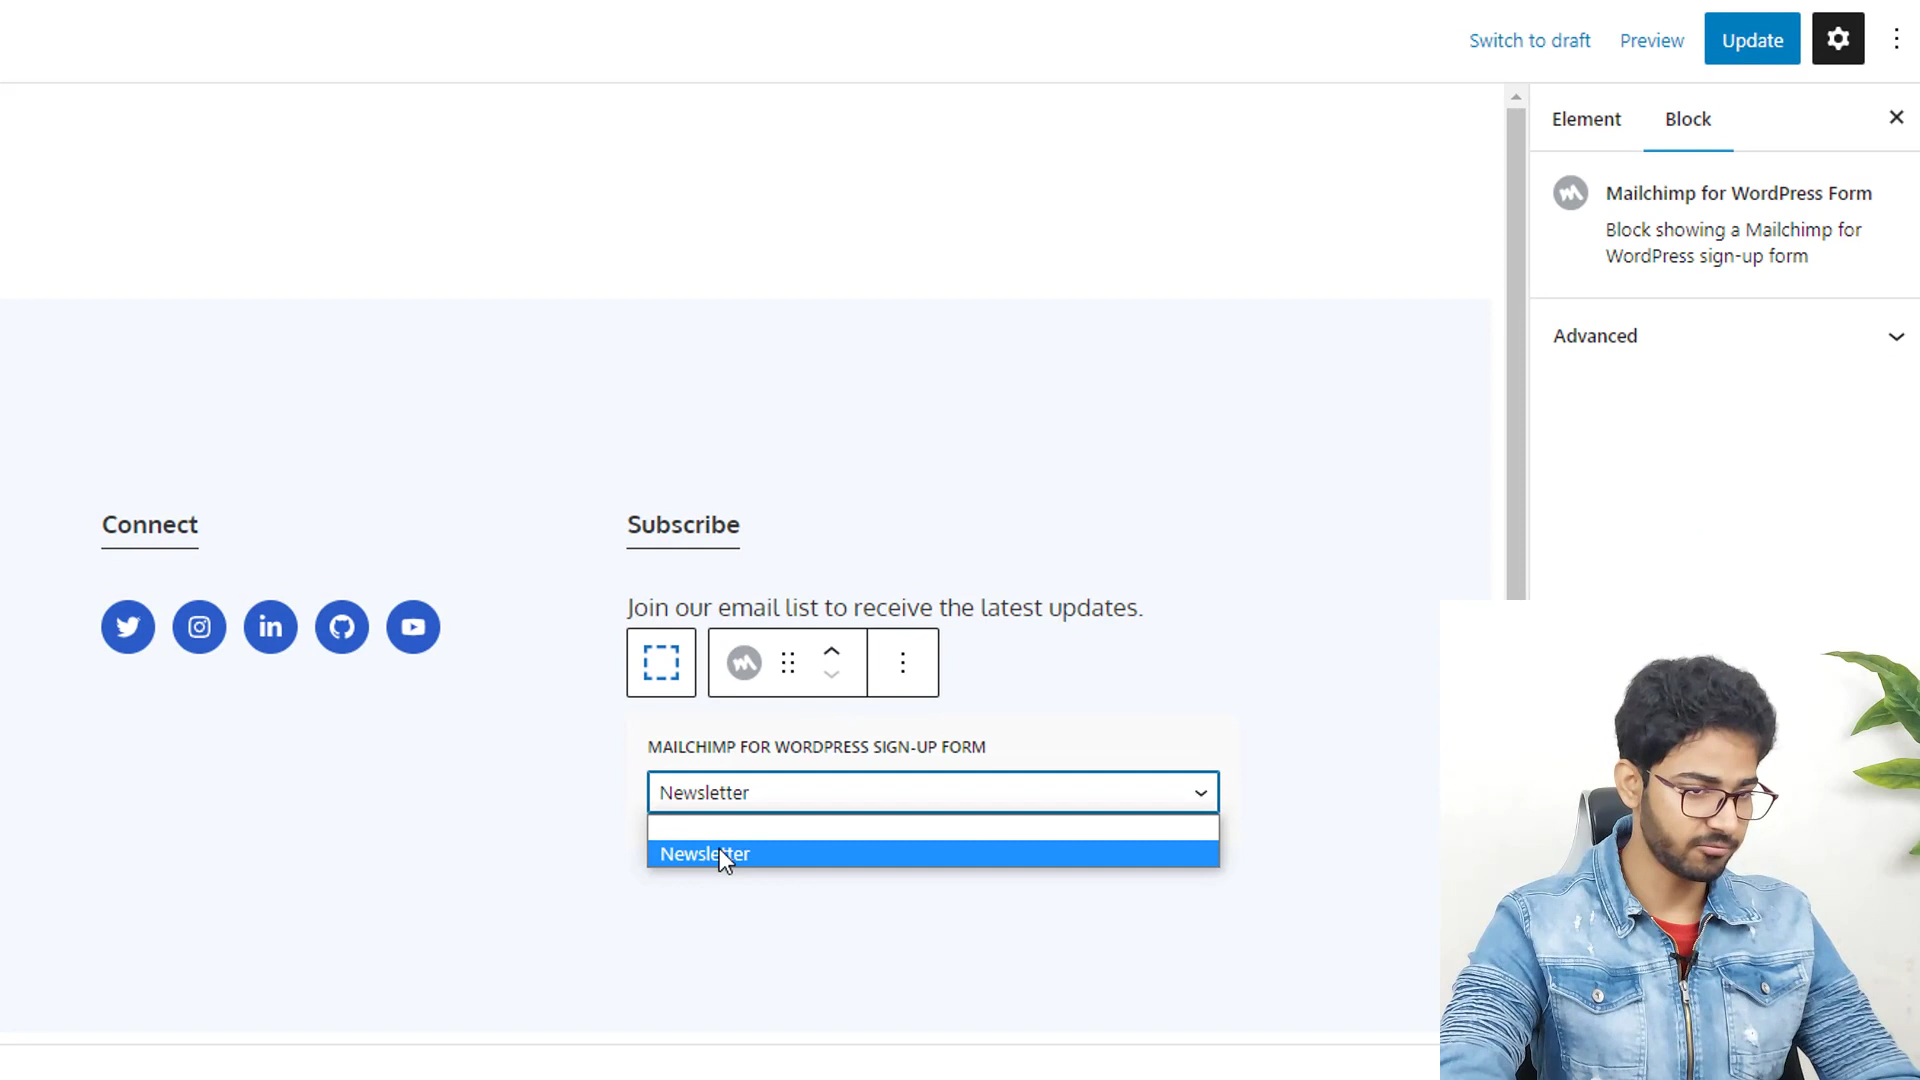 Switch to draft
Preview
Update
Element
Block
Mailchimp for WordPress Form
Block showing a Mailchimp for
WordPress sign-up form
Advanced
Connect
Subscribe
in
Join our email list to receive the latest updates.
MAILCHIMP FOR WORDPRESS SIGN-UP FORM
Newsletter
Newsletter